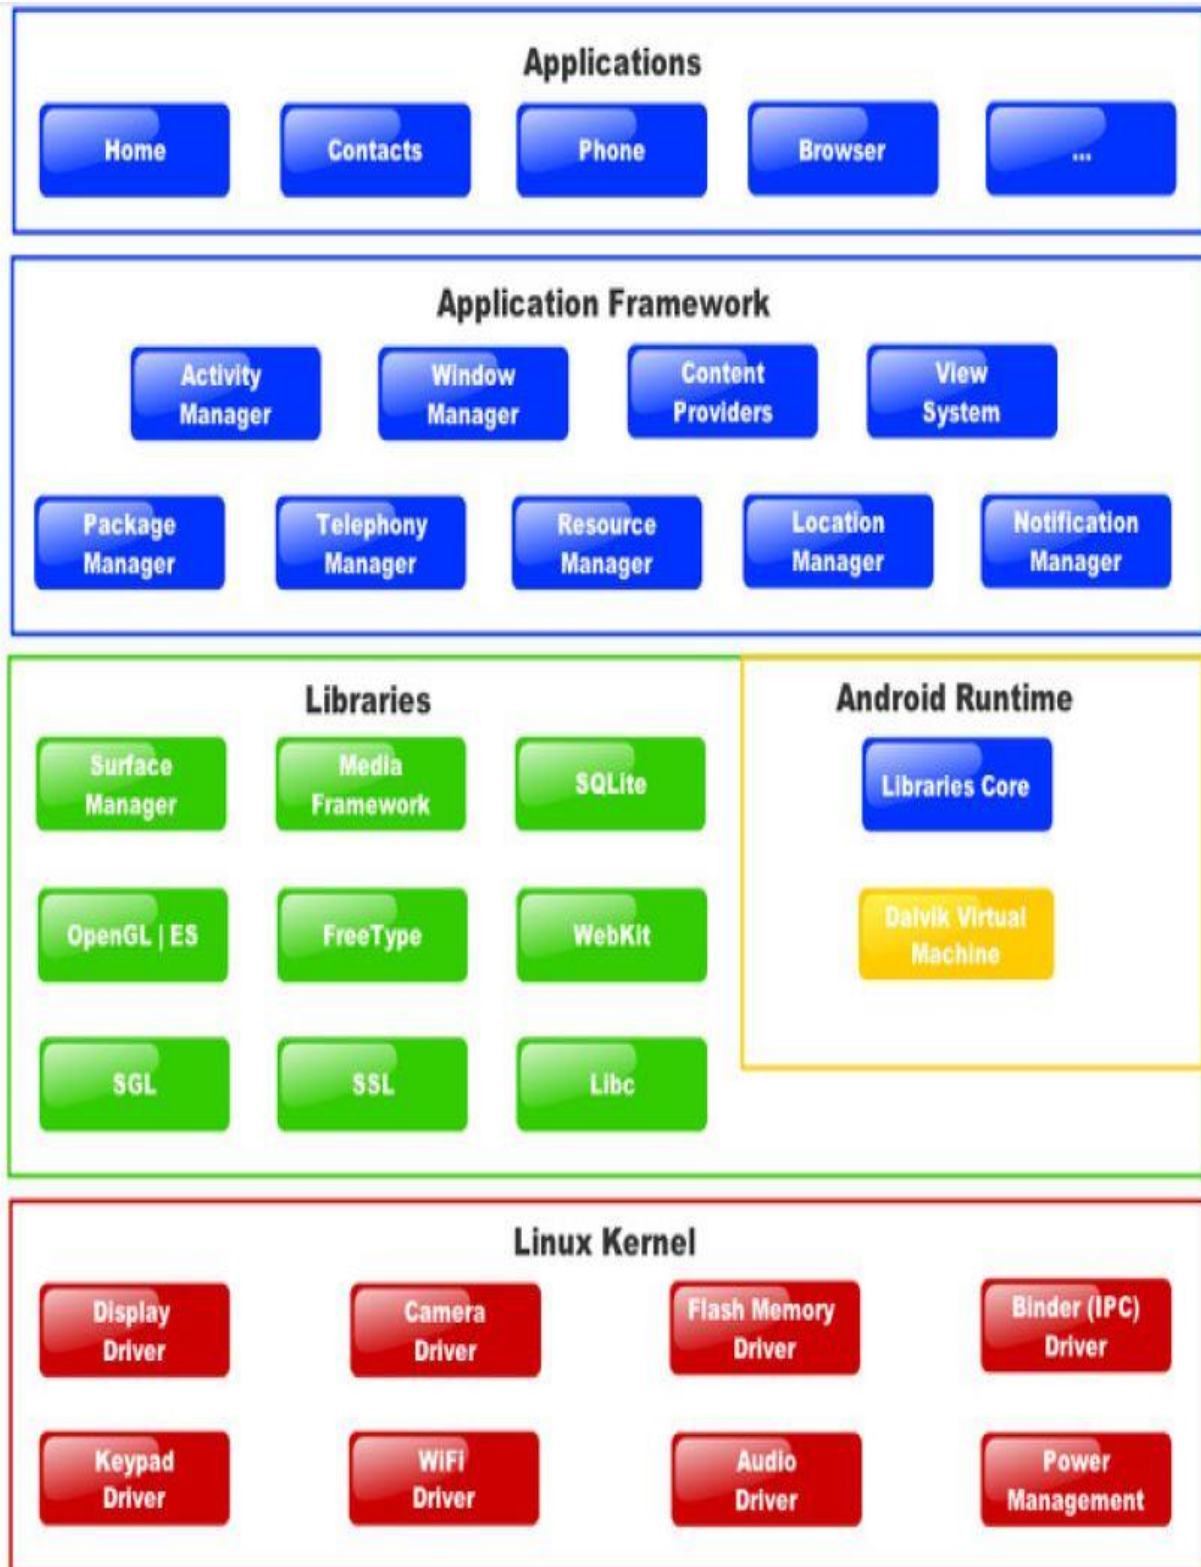 Applications
Home
Contacts
Phone
Browser
...
Application Framework
Activity
Manager
Window
Manager
Content
Providers
View
System
Package
Manager
Telephony
Manager
Resource
Manager
Location
Manager
Notification
Manager
Libraries
Surface
Manager
Media
Framework
SQLite
OpenGL | ES
FreeType
WebKit
SGL
SSL
Libc
Android Runtime
Libraries Core
Dalvik Virtual
Machine
Linux Kernel
Display
Driver
Camera
Driver
Flash Memory
Driver
Binder (IPC)
Driver
Keypad
Driver
WiFi
Driver
Audio
Driver
Power
Management